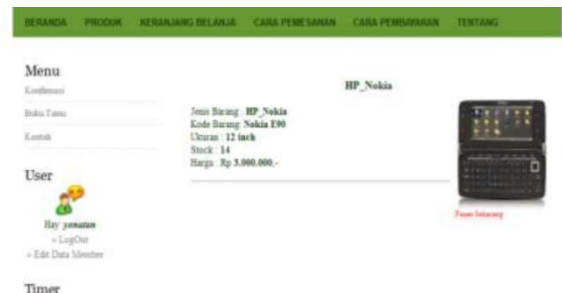 BERANDA PRODUK KERANJANG BELANJA CARA PEMESANAN CARA PEMBAYARAN TENTANG
Menu
Konfirmasi
Buku Tamu
Kontak
User
Hay yonatan
» LogOut
» Edit Data Member
Timer
HP_Nokia
Jenis Barang : HP_Nokia
Kode Barang: Nokia E90
Ukuran : 12 inch
Stock : 14
Harga : Rp 3.000.000,-
Pesan Sekarang